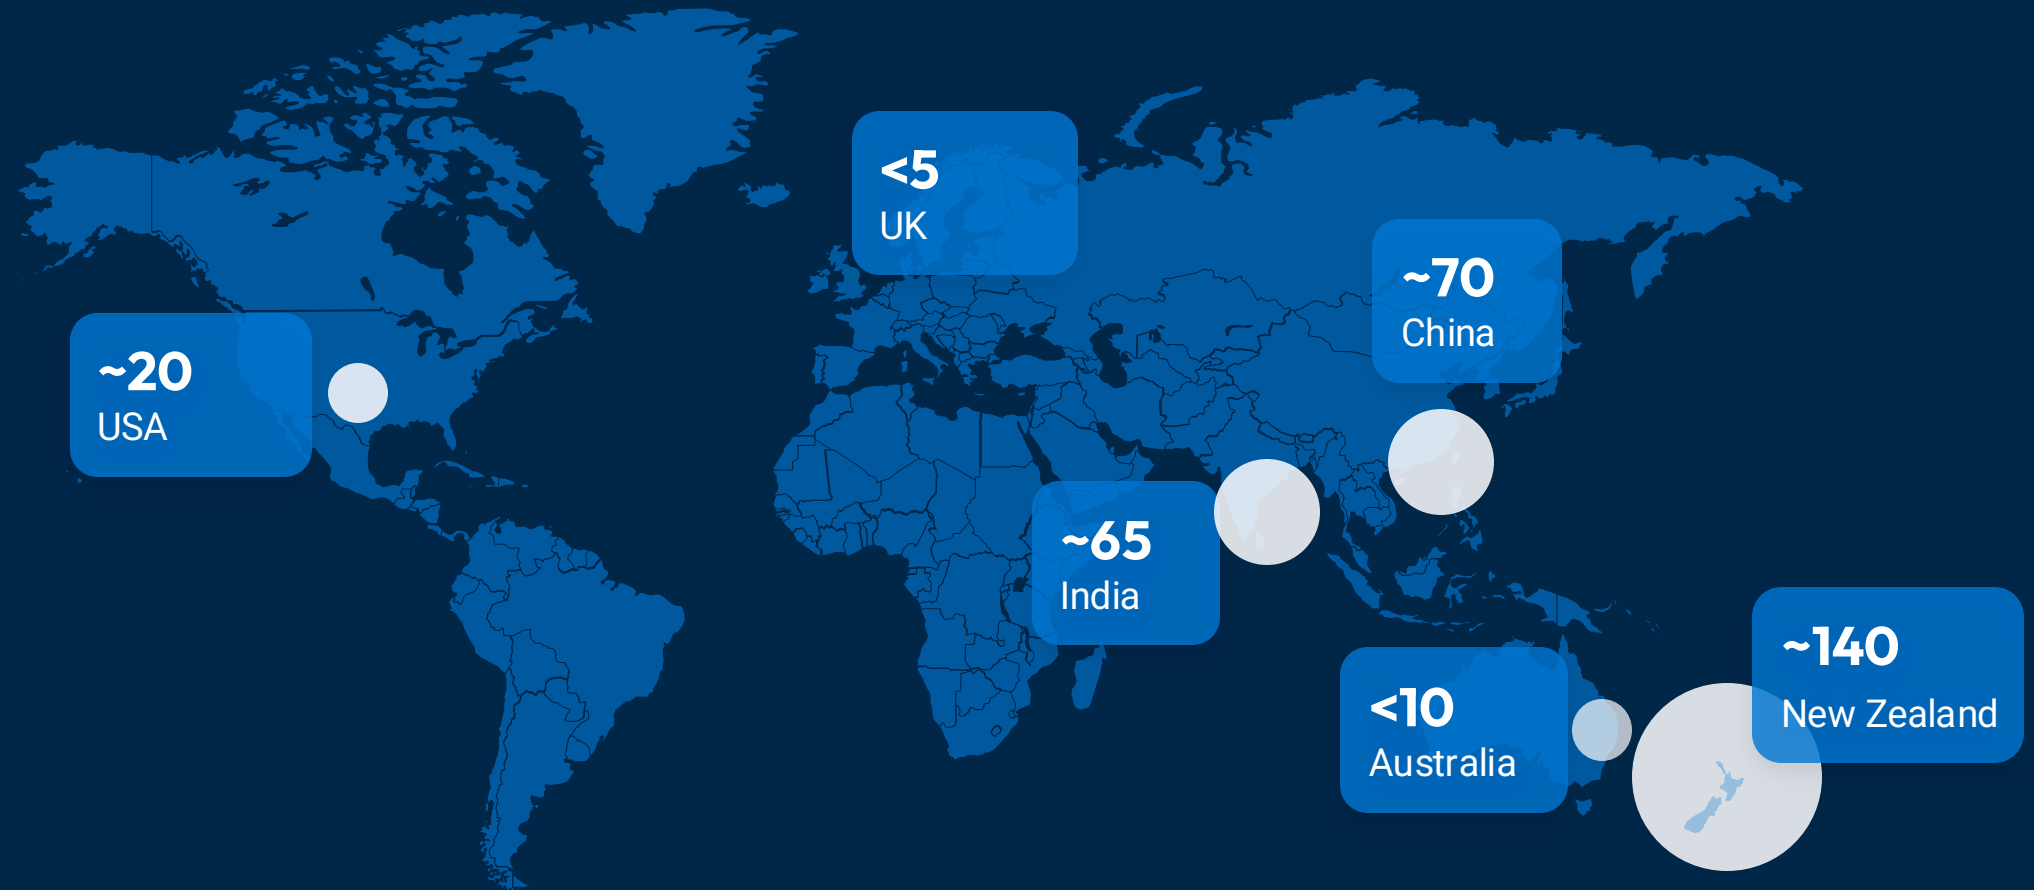 <5
UK
~70
China
~20
USA
~65
India
~140
New Zealand
<10
Australia